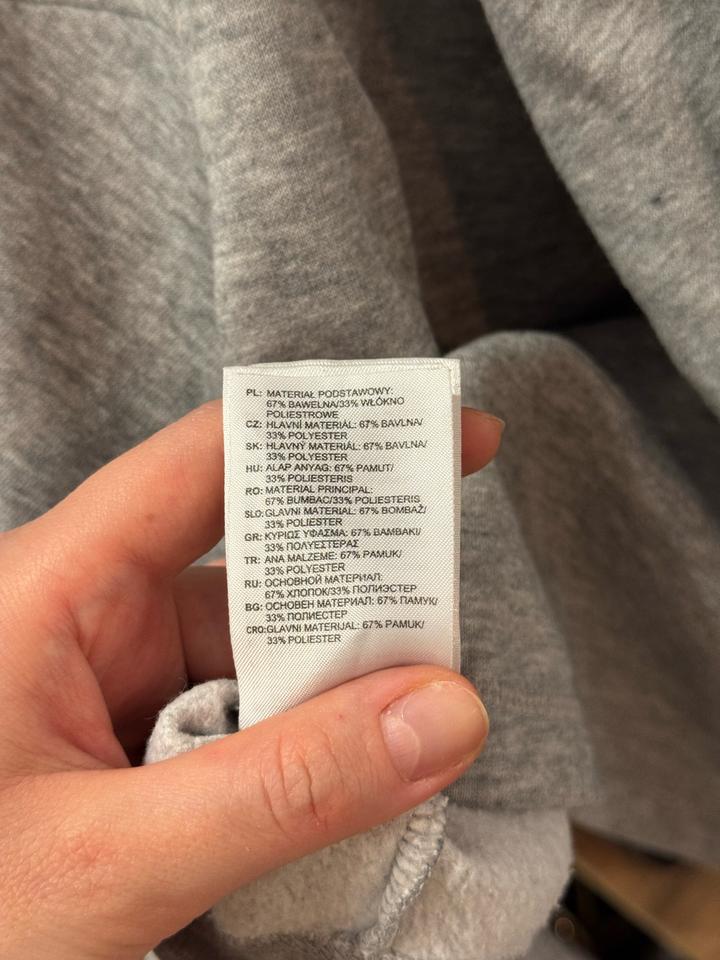 PL: MATERIAŁ PODSTAWOWY:
67% BAWEŁNA/33% WŁÓKNO
POLIESTROWE
CZ: HLAVNÍ MATERIÁL: 67% BAVLNA/
33% POLYESTER
SK: HLAVNÝ MATERIÁL: 67% BAVLNA/
33% POLYESTER
HU: ALAP ANYAG: 67% PAMUT/
33% POLIESTERIS
RO: MATERIAL PRINCIPAL:
67% BUMBAC/33% POLIESTERIS
SLO: GLAVNI MATERIAL: 67% BOMBAŽ/
33% POLIESTER
GR: ΚΥΡΙΩΣ ΥΦΑΣΜΑ: 67% ΒΑΜΒΑΚΙ/
33% ΠΟΛΥΕΣΤΕΡΑΣ
TR: ANA MALZEME: 67% PAMUK/
33% POLYESTER
RU: ОСНОВНОЙ МАТЕРИАЛ:
67% ХЛОПОК/33% ПОЛИЭСТЕР
BG: ОСНОВЕН МАТЕРИАЛ: 67% ПАМУК/
33% ПОЛИЕСТЕР
CRO: GLAVNI MATERIJAL: 67% PAMUK/
33% POLIESTER